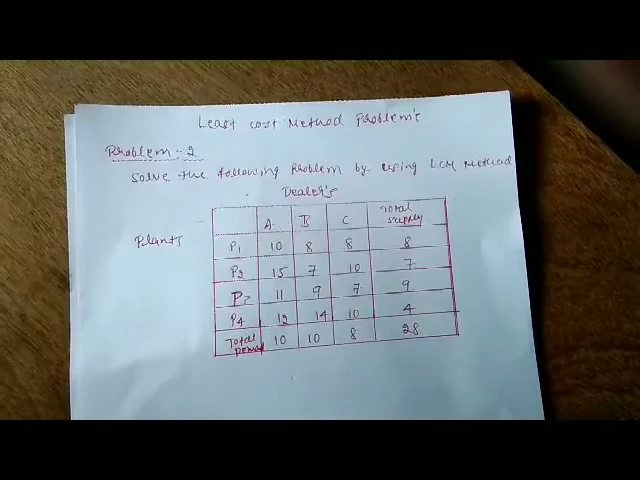 Least cost Method Problem's
Problem-2
Solve the following Problem by using LCM Method
Dealer's
Plants
A B C Total supply
P1 10 8 8 8
P2 15 7 10 7
P3 11 9 7 9
P4 12 14 10 4
Total 10 10 8 28